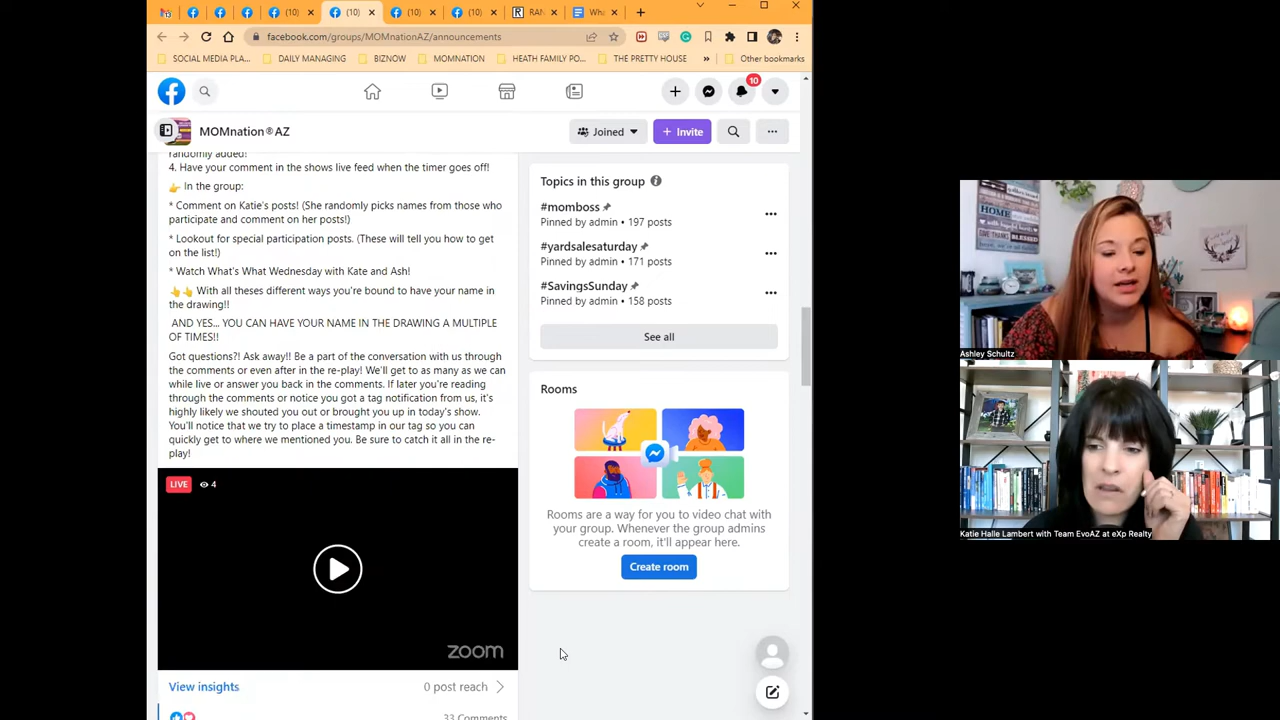 (10)
(10)
(10)
(10)
RAN
Wha
facebook.com/groups/MOMnationAZ/announcements
SOCIAL MEDIA PLA...
DAILY MANAGING
BIZNOW
MOMNATION
HEATH FAMILY PO...
THE PRETTY HOUSE
Other bookmarks
10
MOMnation®AZ
Joined
+ Invite
randomly added!
4. Have your comment in the shows live feed when the timer goes off!
👉 In the group:
* Comment on Katie's posts! (She randomly picks names from those who
participate and comment on her posts!)
* Lookout for special participation posts. (These will tell you how to get
on the list!)
* Watch What's What Wednesday with Kate and Ash!
👆👆 With all theses different ways you're bound to have your name in
the drawing!!
AND YES... YOU CAN HAVE YOUR NAME IN THE DRAWING A MULTIPLE
OF TIMES!!
Got questions?! Ask away!! Be a part of the conversation with us through
the comments or even after in the re-play! We'll get to as many as we can
while live or answer you back in the comments. If later you're reading
through the comments or notice you got a tag notification from us, it's
highly likely we shouted you out or brought you up in today's show.
You'll notice that we try to place a timestamp in our tag so you can
quickly get to where we mentioned you. Be sure to catch it all in the re-
play!
LIVE 4
zoom
View insights
0 post reach
33 Comments
Topics in this group
#momboss
Pinned by admin • 197 posts
#yardsalesaturday
Pinned by admin • 171 posts
#SavingsSunday
Pinned by admin • 158 posts
See all
Rooms
Rooms are a way for you to video chat with
your group. Whenever the group admins
create a room, it'll appear here.
Create room
HOME
Ashley Schultz
Katie Halle Lambert with Team EvoAZ at eXp Realty